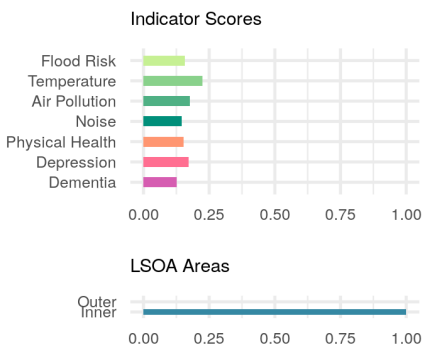 Indicator Scores
Flood Risk
Temperature
Air Pollution
Noise
Physical Health
Depression
Dementia
0.00 0.25 0.50 0.75 1.00
LSOA Areas
Outer
Inner
0.00 0.25 0.50 0.75 1.00